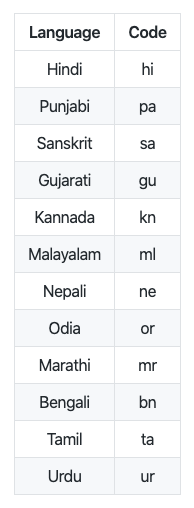 Language Code
Hindi hi
Punjabi pa
Sanskrit sa
Gujarati gu
Kannada kn
Malayalam ml
Nepali ne
Odia or
Marathi mr
Bengali bn
Tamil ta
Urdu ur